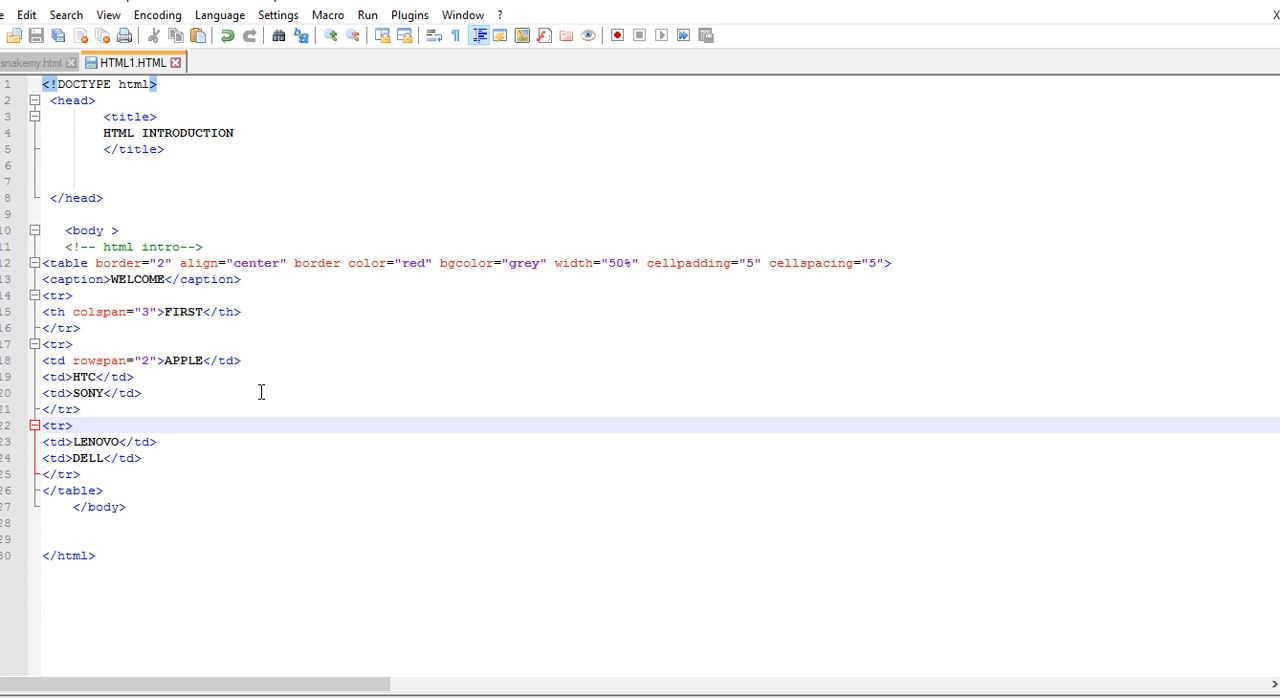 e Edit Search View Encoding Language Settings Macro Run Plugins Window ? X
snakemy.html HTML1.HTML
1 <!DOCTYPE html>
2 <head>
3 <title>
4 HTML INTRODUCTION
5 </title>
6
7
8 </head>
9
10 <body >
11 <!-- html intro-->
12 <table border="2" align="center" border color="red" bgcolor="grey" width="50%" cellpadding="5" cellspacing="5">
13 <caption>WELCOME</caption>
14 <tr>
15 <th colspan="3">FIRST</th>
16 </tr>
17 <tr>
18 <td rowspan="2">APPLE</td>
19 <td>HTC</td>
20 <td>SONY</td>
21 </tr>
22 <tr>
23 <td>LENOVO</td>
24 <td>DELL</td>
25 </tr>
26 </table>
27 </body>
28
29
30 </html>